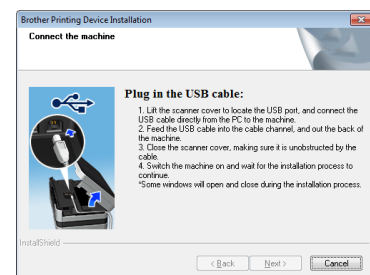 Brother Printing Device Installation
Connect the machine
Plug in the USB cable:
1. Lift the scanner cover to locate the USB port, and connect the
USB cable directly from the PC to the machine.
2. Feed the USB cable into the cable channel, and out the back of
the machine.
3. Close the scanner cover, making sure it is unobstructed by the
cable.
4. Switch the machine on and wait for the installation process to
continue.
*Some windows will open and close during the installation process.
InstallShield
< Back
Next >
Cancel